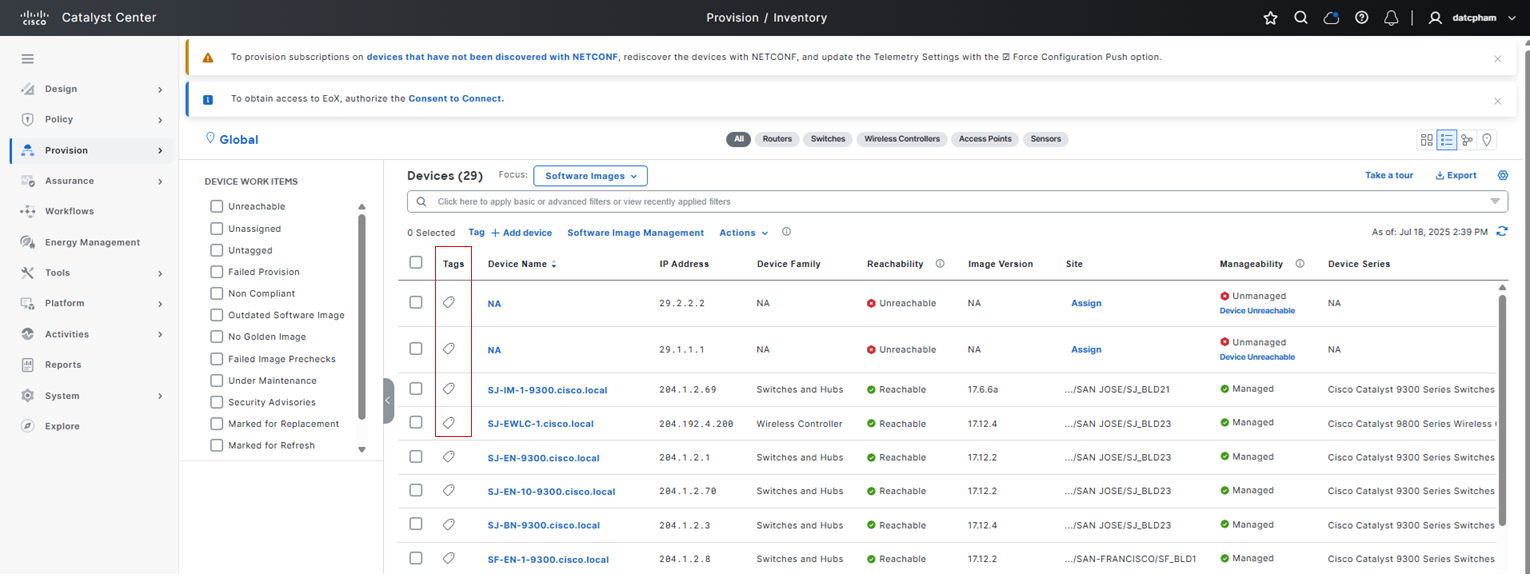 cisco Catalyst Center Provision / Inventory datcpham
To provision subscriptions on devices that have not been discovered with NETCONF, rediscover the devices with NETCONF, and update the Telemetry Settings with the ☑ Force Configuration Push option.
To obtain access to EoX, authorize the Consent to Connect.
Design
Policy
Provision
Assurance
Workflows
Energy Management
Tools
Platform
Activities
Reports
System
Explore
Global
All Routers Switches Wireless Controllers Access Points Sensors
DEVICE WORK ITEMS
Unreachable
Unassigned
Untagged
Failed Provision
Non Compliant
Outdated Software Image
No Golden Image
Failed Image Prechecks
Under Maintenance
Security Advisories
Marked for Replacement
Marked for Refresh
Devices (29) Focus: Software Images Take a tour Export
Click here to apply basic or advanced filters or view recently applied filters
0 Selected Tag + Add device Software Image Management Actions As of: Jul 18, 2025 2:39 PM
Tags Device Name IP Address Device Family Reachability Image Version Site Manageability Device Series
NA 29.2.2.2 NA Unreachable NA Assign Unmanaged NA
Device Unreachable
NA 29.1.1.1 NA Unreachable NA Assign Unmanaged NA
Device Unreachable
SJ-IM-1-9300.cisco.local 204.1.2.69 Switches and Hubs Reachable 17.6.6a .../SAN JOSE/SJ_BLD21 Managed Cisco Catalyst 9300 Series Switches
SJ-EWLC-1.cisco.local 204.192.4.200 Wireless Controller Reachable 17.12.4 .../SAN JOSE/SJ_BLD23 Managed Cisco Catalyst 9800 Series Wireless
SJ-EN-9300.cisco.local 204.1.2.1 Switches and Hubs Reachable 17.12.2 .../SAN JOSE/SJ_BLD23 Managed Cisco Catalyst 9300 Series Switches
SJ-EN-10-9300.cisco.local 204.1.2.70 Switches and Hubs Reachable 17.12.2 .../SAN JOSE/SJ_BLD23 Managed Cisco Catalyst 9300 Series Switches
SJ-BN-9300.cisco.local 204.1.2.3 Switches and Hubs Reachable 17.12.4 .../SAN JOSE/SJ_BLD23 Managed Cisco Catalyst 9300 Series Switches
SF-EN-1-9300.cisco.local 204.1.2.8 Switches and Hubs Reachable 17.12.2 .../SAN-FRANCISCO/SF_BLD1 Managed Cisco Catalyst 9300 Series Switches